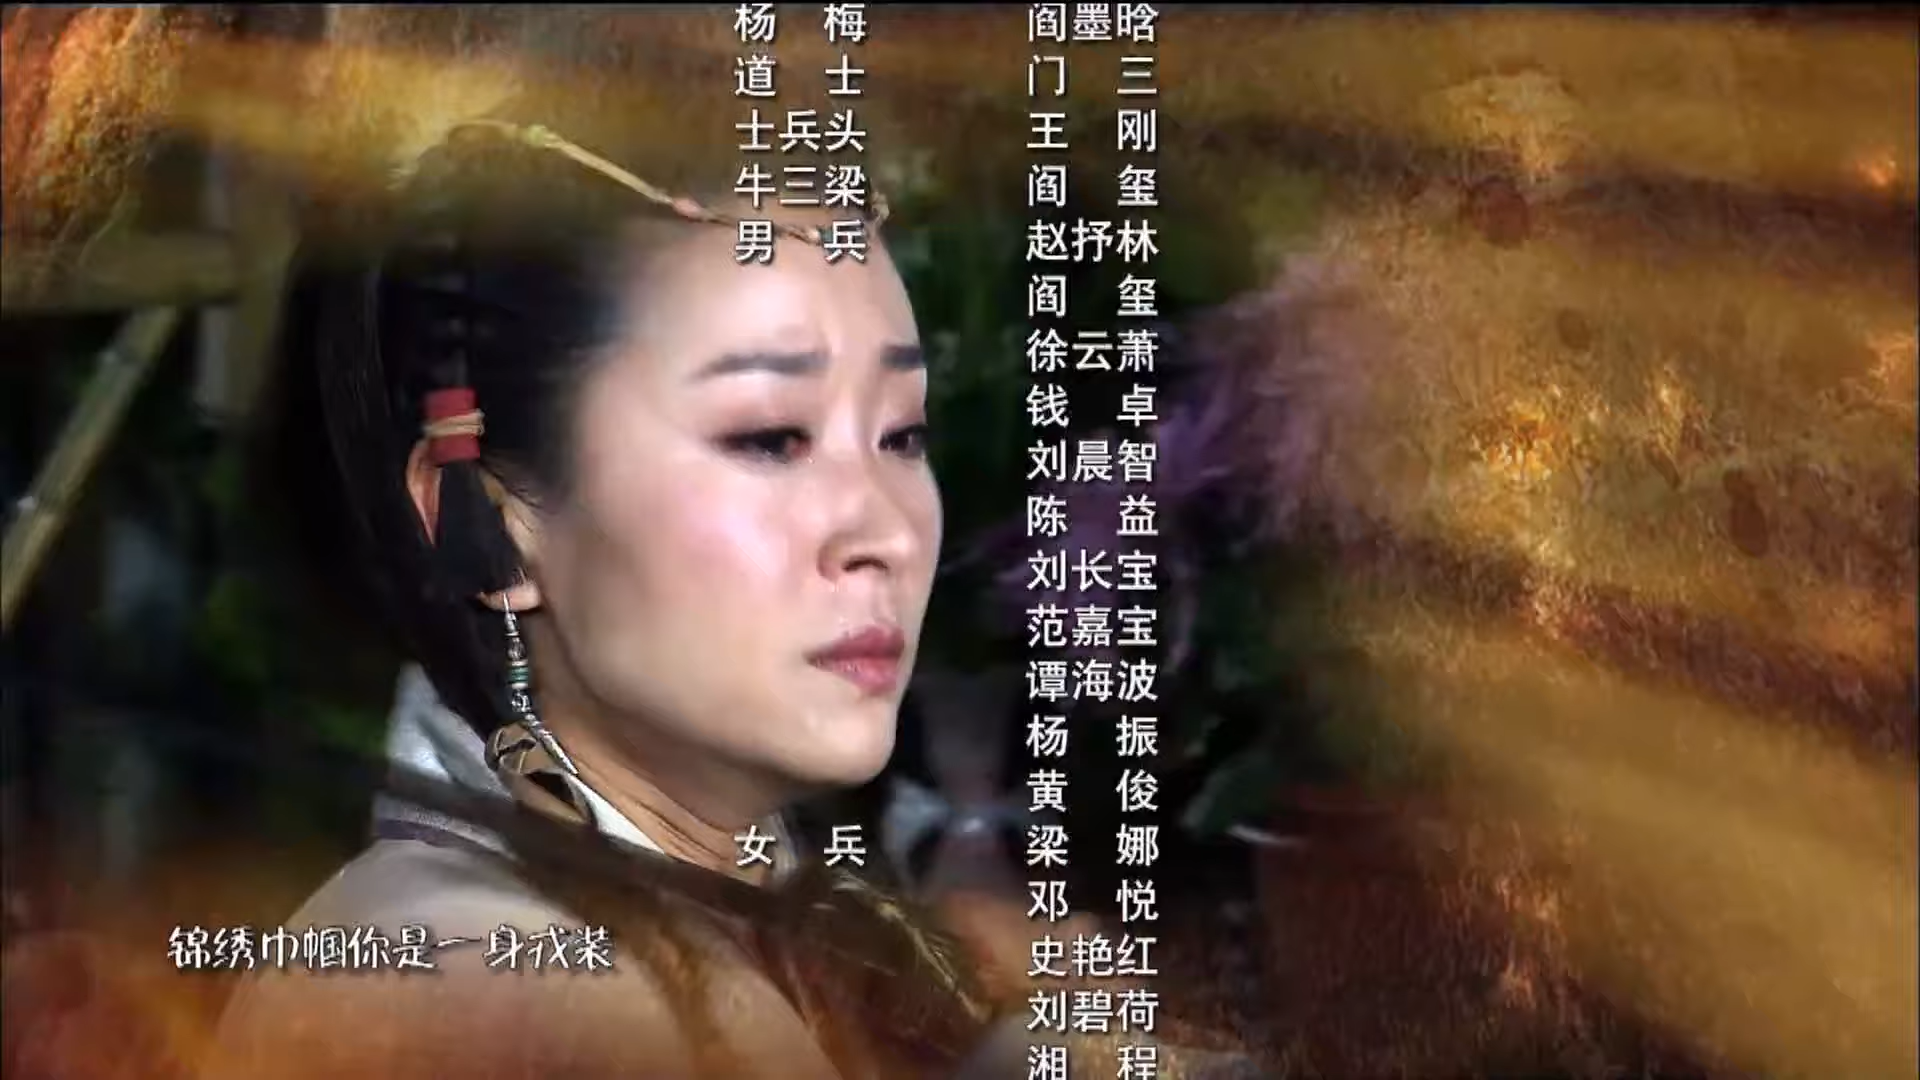 杨梅 阎墨晗
道士 门三
士兵头 王刚
牛三梁 阎玺
男兵 赵抒林
阎玺
徐云萧
钱卓
刘晨智
陈益
刘长宝
范嘉宝
谭海波
杨振
黄俊
女兵 梁娜
邓悦
史艳红
刘碧荷
湘程
锦绣巾帼你是一身戎装